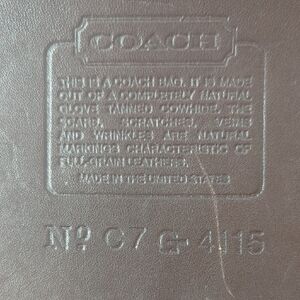 COACH
THIS IS A COACH BAG. IT IS MADE
OUT OF A COMPLETELY NATURAL
GLOVE TANNED COWHIDE. THE
SCARS, SCRATCHES, VEINS
AND WRINKLES ARE NATURAL
MARKINGS CHARACTERISTIC OF
FULL GRAIN LEATHERS.
MADE IN THE UNITED STATES
Nº C7G-4115